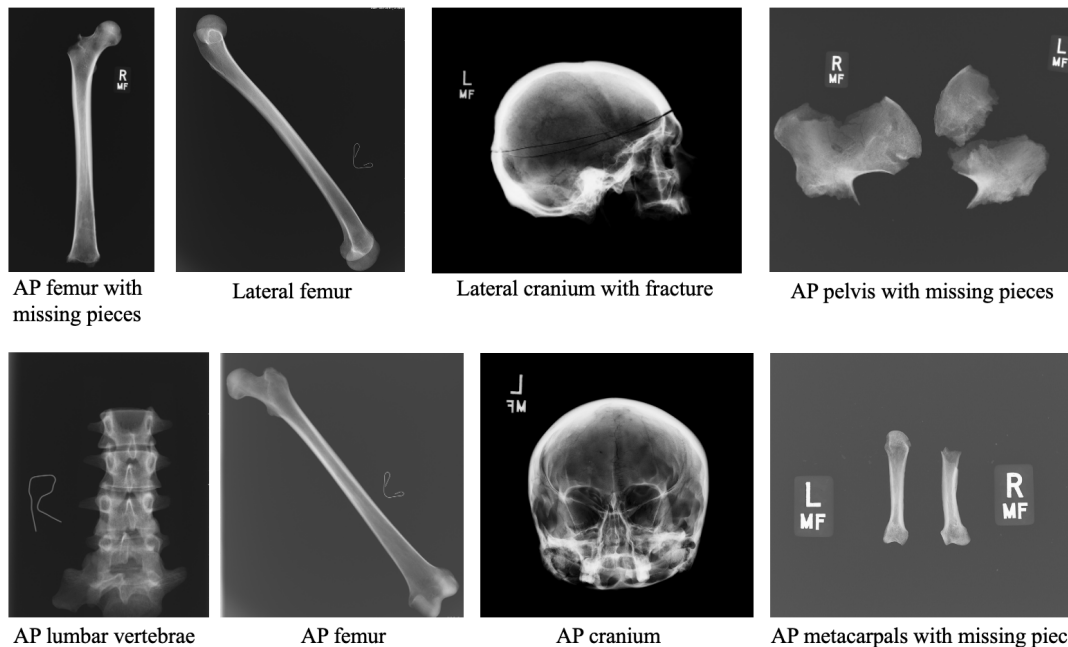 R
MF
L
MF
R
MF
L
AP femur with
missing pieces
Lateral femur
Lateral cranium with fracture
AP pelvis with missing pieces
R
L
MF
L
MF
R
MF
AP lumbar vertebrae
AP femur
AP cranium
AP metacarpals with missing piec